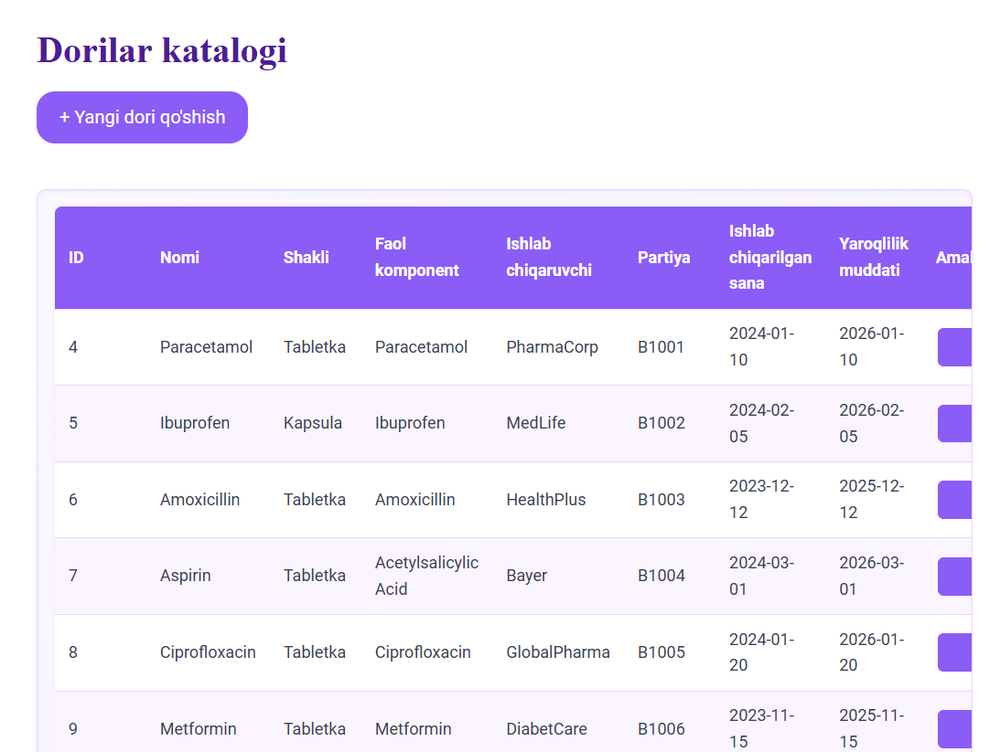 Dorilar katalogi
+ Yangi dori qo'shish
ID Nomi Shakli Faol komponent Ishlab chiqaruvchi Partiya Ishlab chiqarilgan sana Yaroqlilik muddati
4 Paracetamol Tabletka Paracetamol PharmaCorp B1001 2024-01-10 2026-01-10
5 Ibuprofen Kapsula Ibuprofen MedLife B1002 2024-02-05 2026-02-05
6 Amoxicillin Tabletka Amoxicillin HealthPlus B1003 2023-12-12 2025-12-12
7 Aspirin Tabletka Acetylsalicylic Acid Bayer B1004 2024-03-01 2026-03-01
8 Ciprofloxacin Tabletka Ciprofloxacin GlobalPharma B1005 2024-01-20 2026-01-20
9 Metformin Tabletka Metformin DiabetCare B1006 2023-11-15 2025-11-15